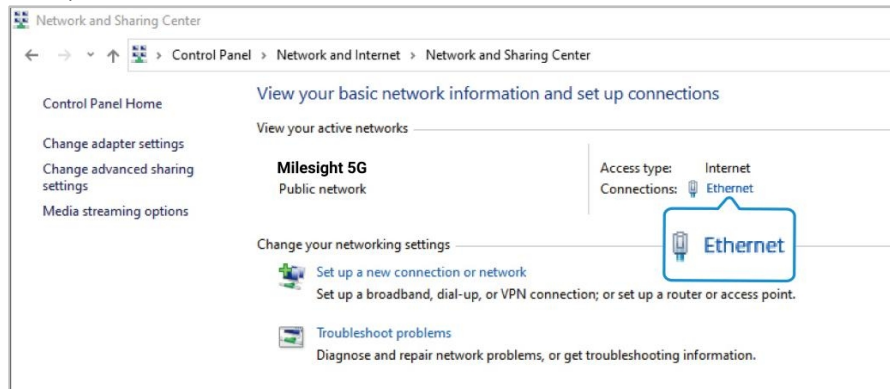 Network and Sharing Center
Control Panel > Network and Internet > Network and Sharing Center
Control Panel Home
Change adapter settings
Change advanced sharing
settings
Media streaming options
View your basic network information and set up connections
View your active networks
Milesight 5G
Public network
Access type: Internet
Connections: Ethernet
Ethernet
Change your networking settings
Set up a new connection or network
Set up a broadband, dial-up, or VPN connection; or set up a router or access point.
Troubleshoot problems
Diagnose and repair network problems, or get troubleshooting information.